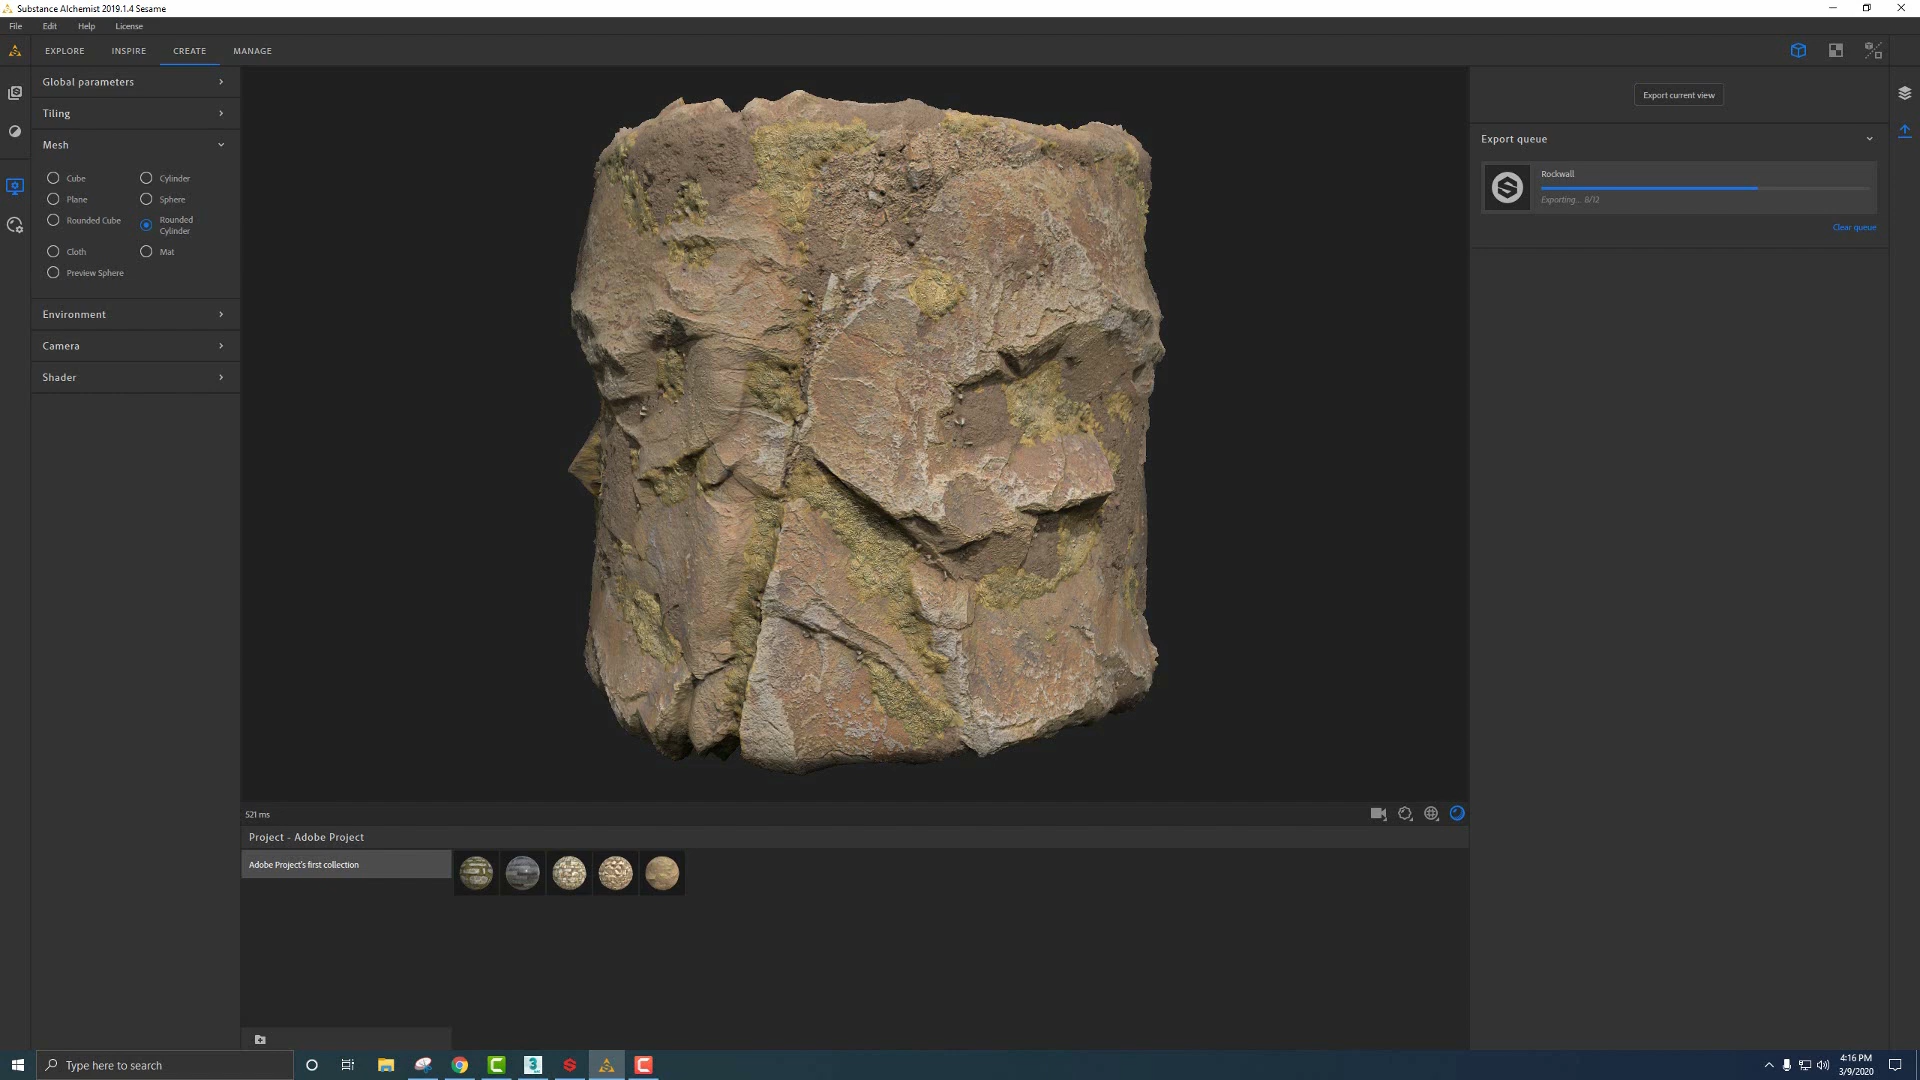 Substance Alchemist 2019.1.4 Sesame
File Edit Help License
EXPLORE INSPIRE CREATE MANAGE
Global parameters
Tiling
Mesh
Cube Cylinder
Plane Sphere
Rounded Cube Rounded Cylinder
Cloth Mat
Preview Sphere
Environment
Camera
Shader
Export current view
Export queue
Rockwall
Exporting... 8/12
Clear queue
521 ms
Project - Adobe Project
Adobe Project's first collection
Type here to search
4:16 PM
3/9/2020